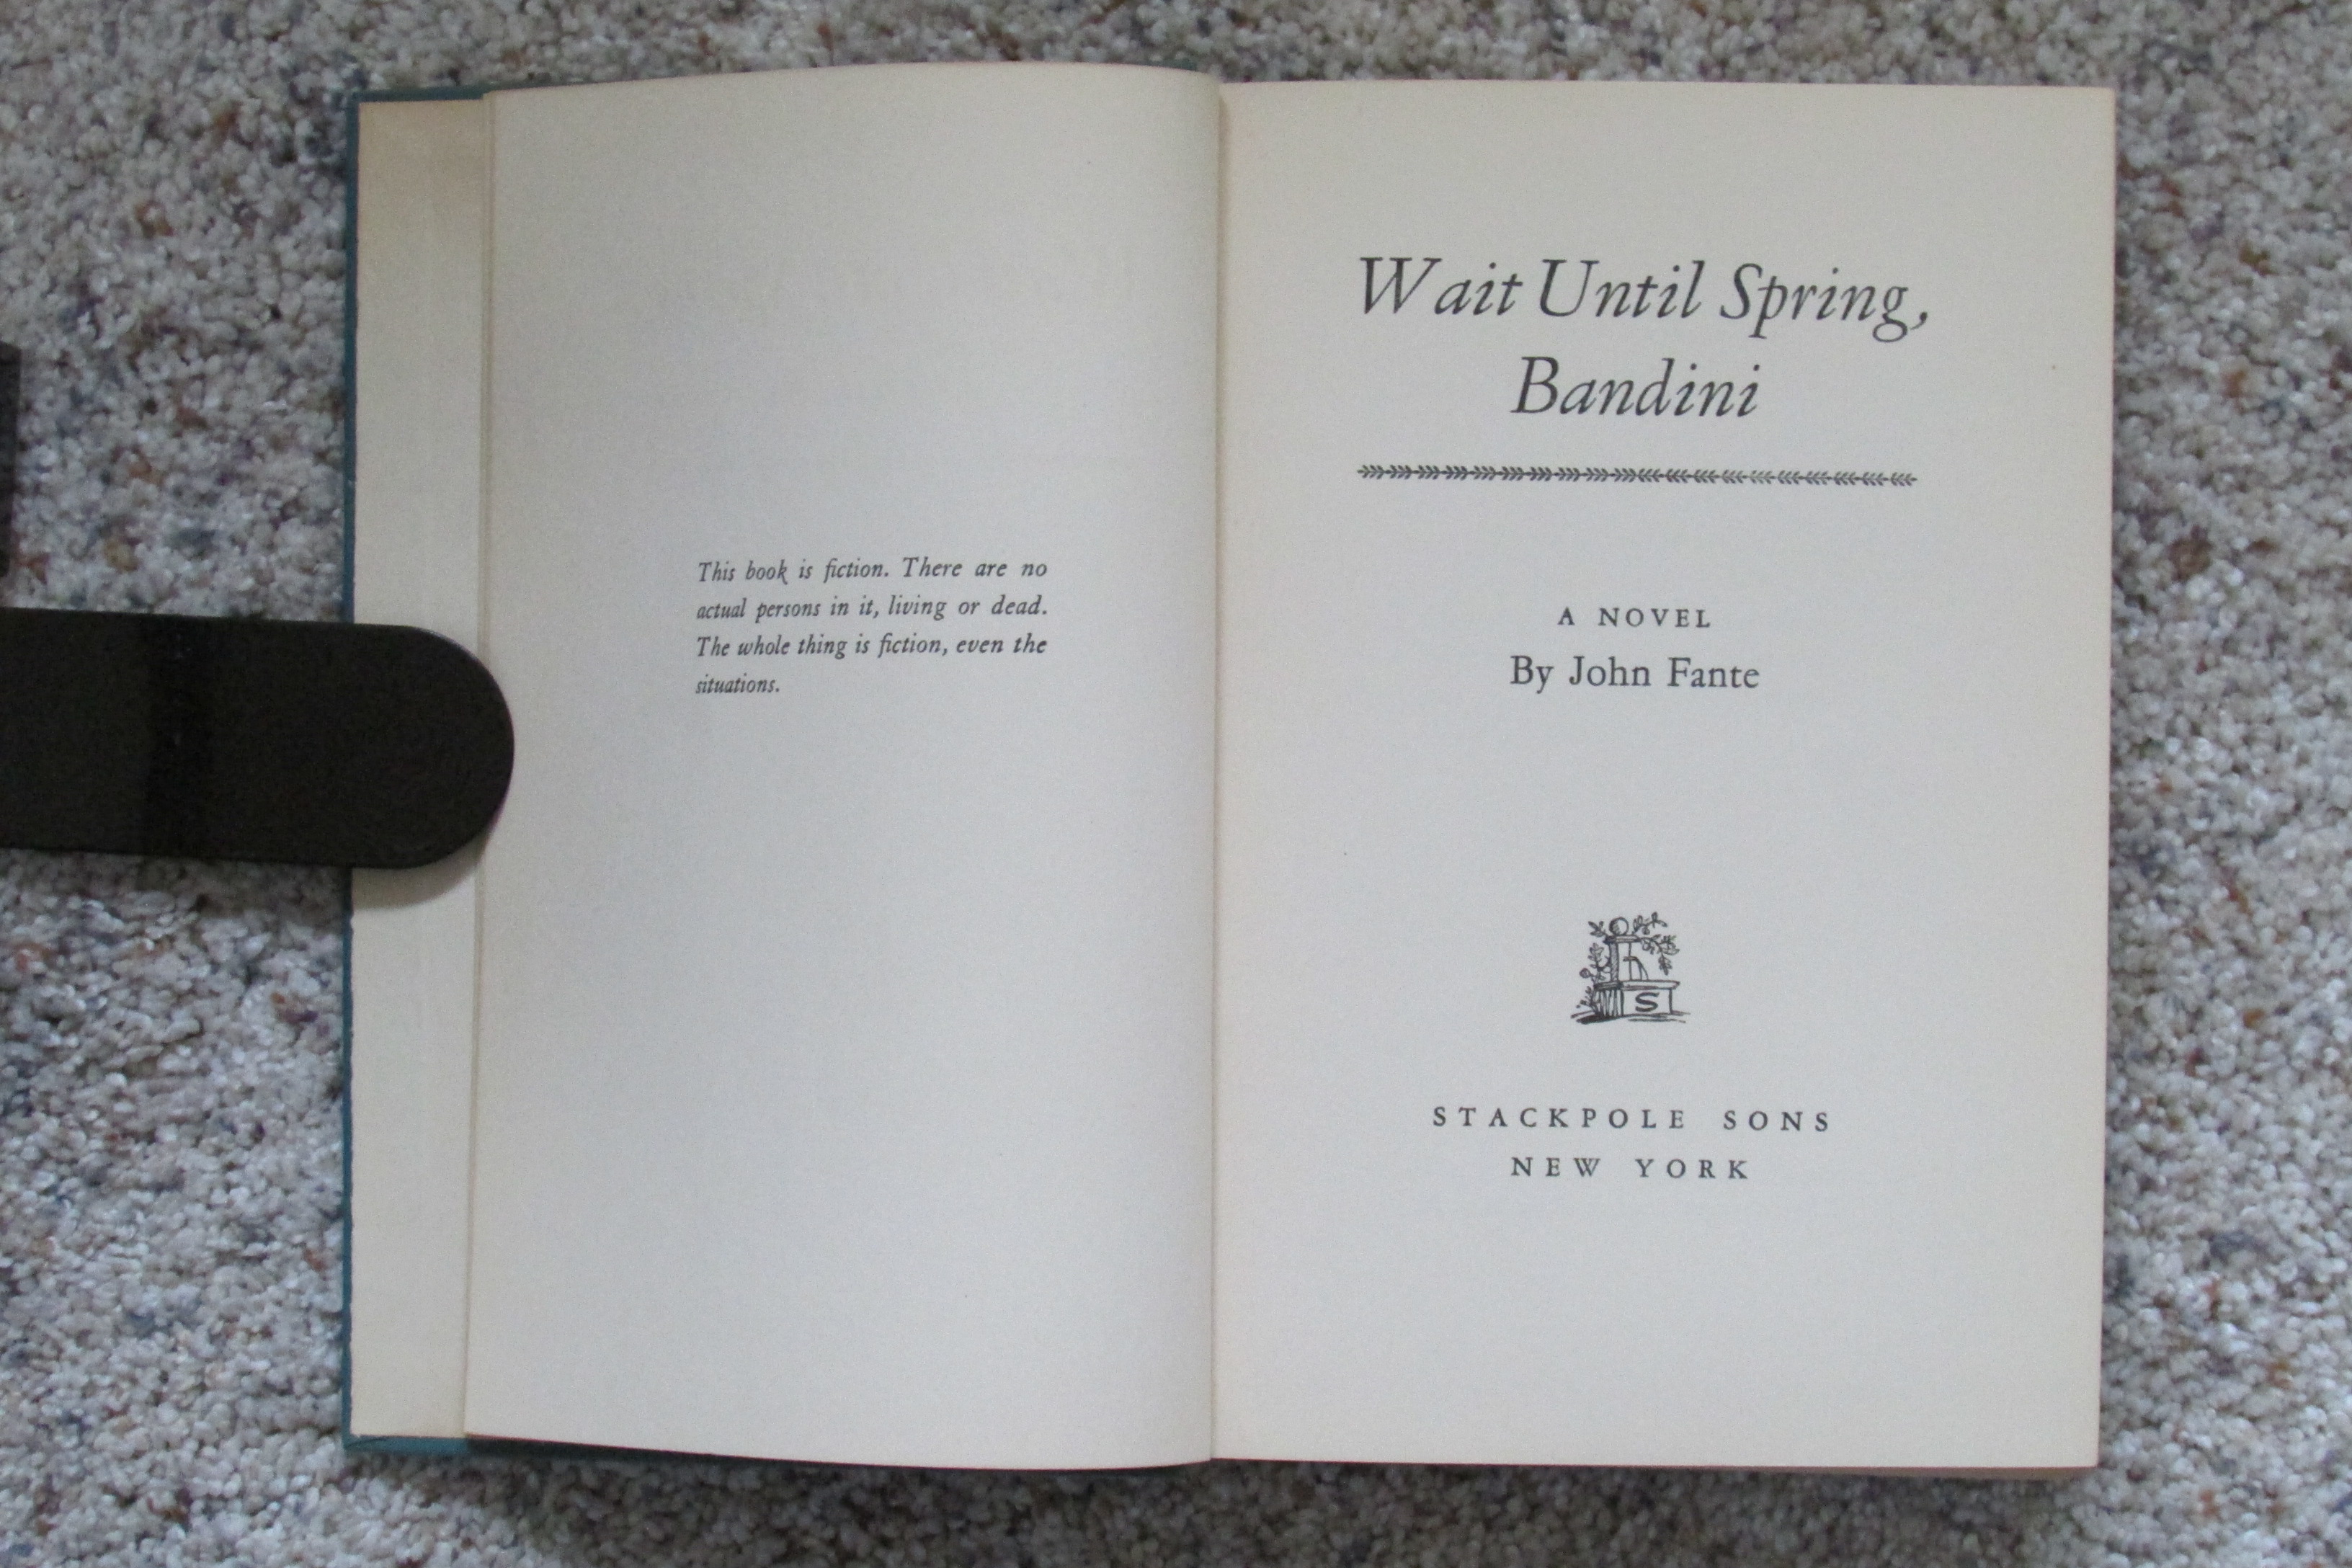 This book is fiction. There are no
actual persons in it, living or dead.
The whole thing is fiction, even the
situations.
Wait Until Spring,
Bandini
A NOVEL
By John Fante
S
STACKPOLE SONS
NEW YORK